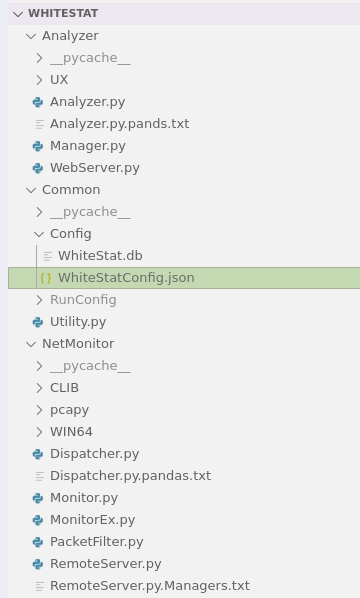 WHITESTAT
Analyzer
__pycache__
UX
Analyzer.py
Analyzer.py.pands.txt
Manager.py
WebServer.py
Common
__pycache__
Config
WhiteStat.db
{} WhiteStatConfig.json
RunConfig
Utility.py
NetMonitor
__pycache__
CLIB
pcapy
WIN64
Dispatcher.py
Dispatcher.py.pandas.txt
Monitor.py
MonitorEx.py
PacketFilter.py
RemoteServer.py
RemoteServer.py.Managers.txt